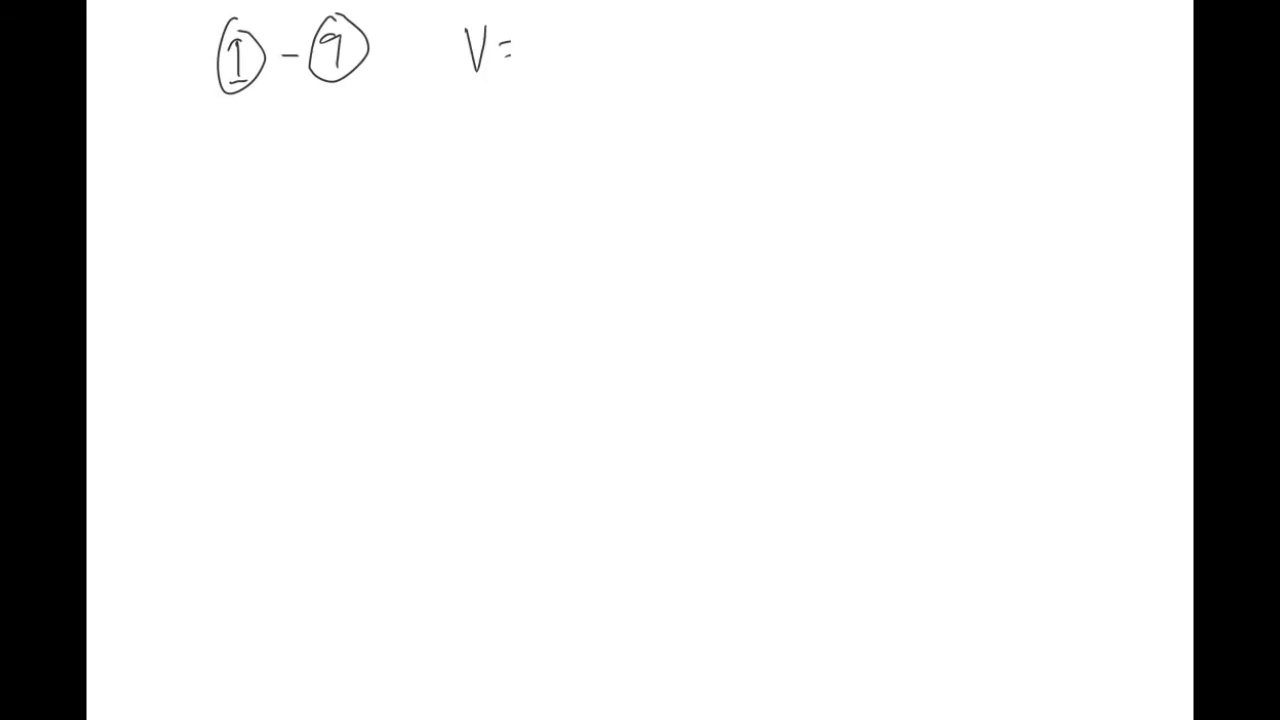 ① - ⑨ V=